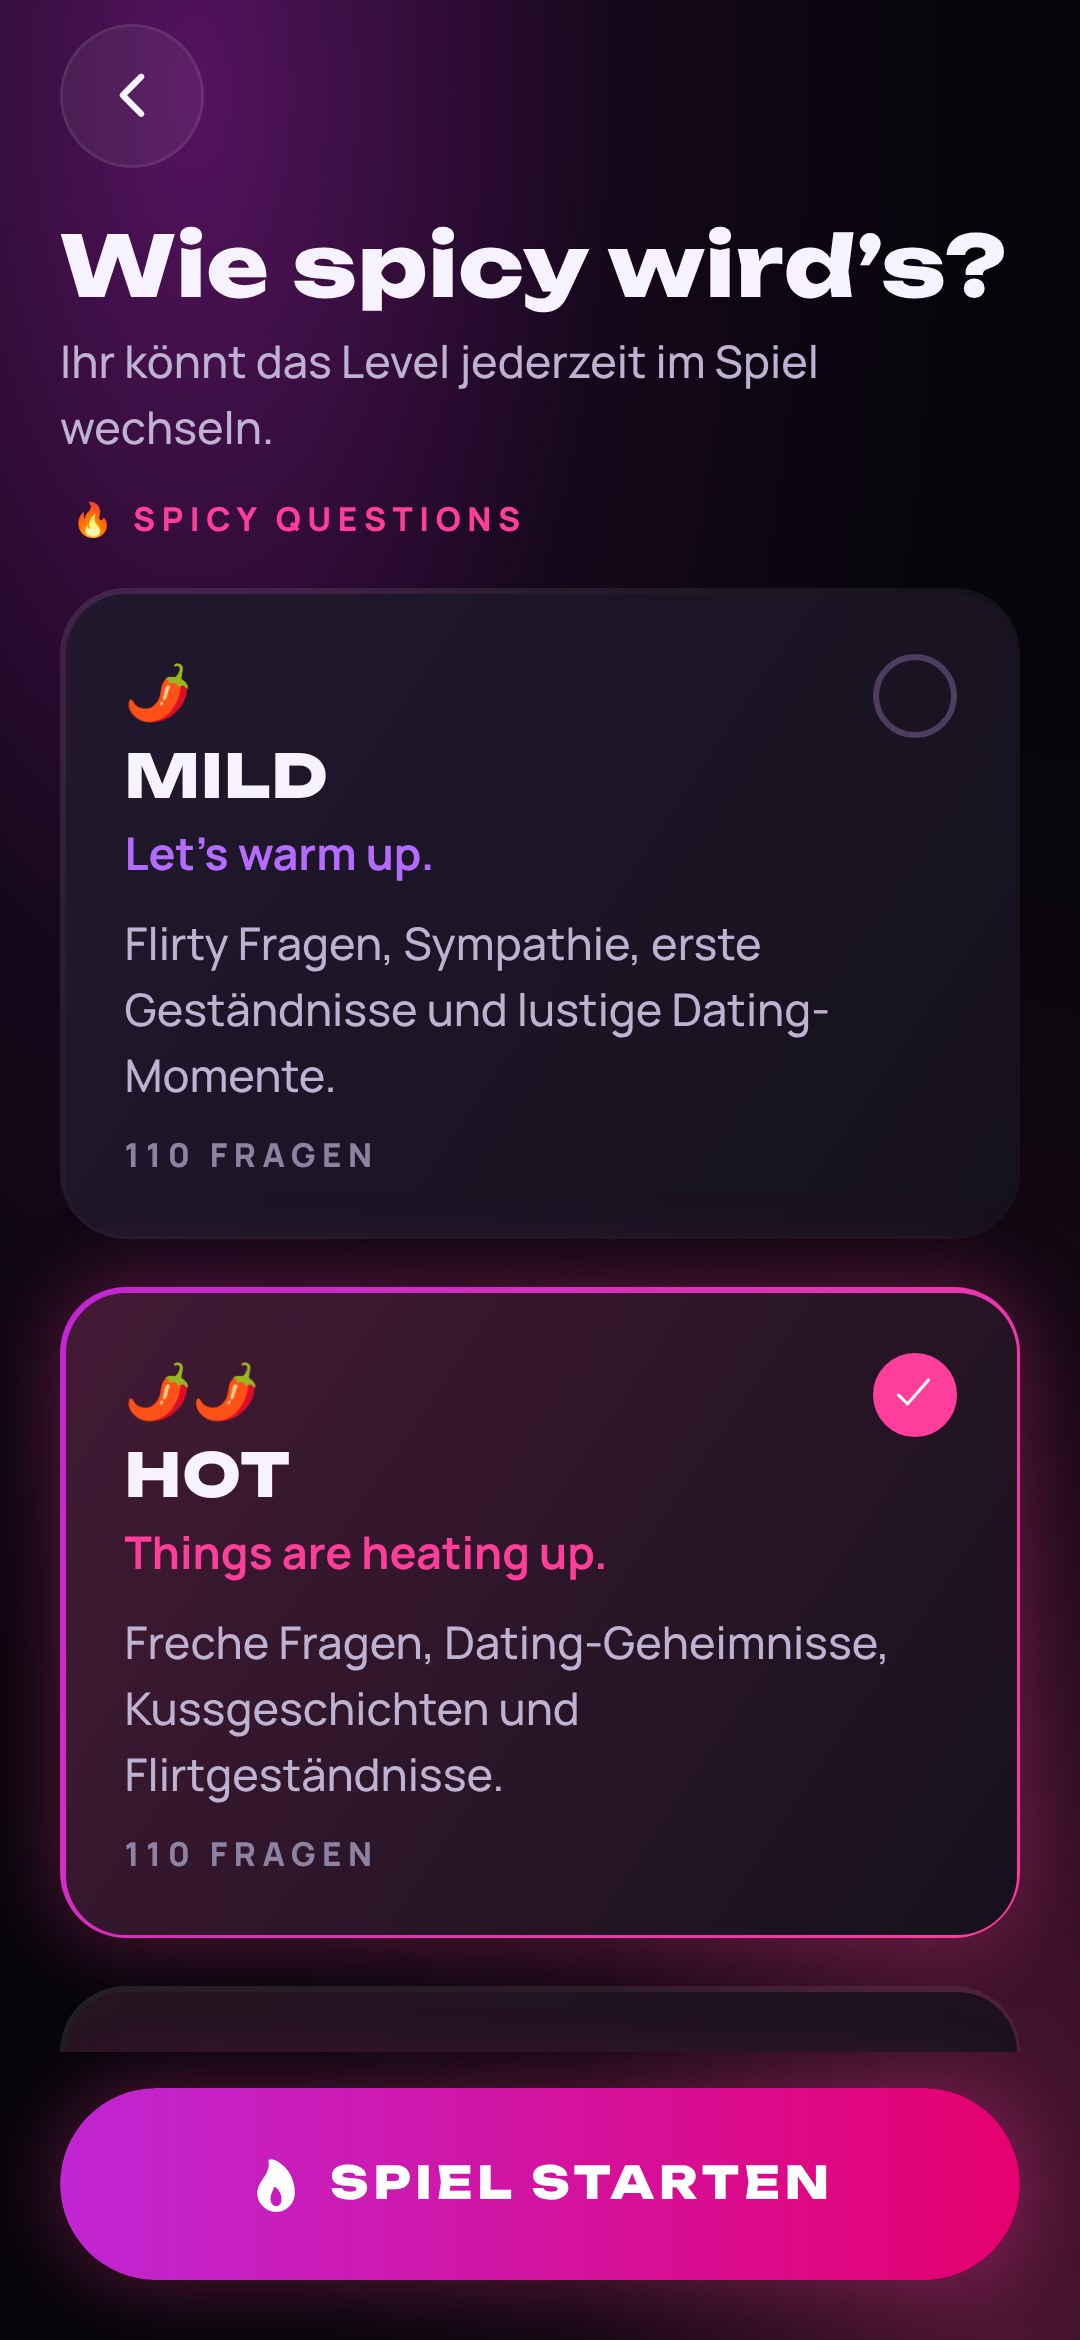 Wie spicy wird’s?
Ihr könnt das Level jederzeit im Spiel
wechseln.
🔥 SPICY QUESTIONS
🌶️
MILD
Let’s warm up.
Flirty Fragen, Sympathie, erste
Geständnisse und lustige Dating-
Momente.
110 FRAGEN
🌶️🌶️
HOT
Things are heating up.
Freche Fragen, Dating-Geheimnisse,
Kussgeschichten und
Flirtgeständnisse.
110 FRAGEN
SPIEL STARTEN